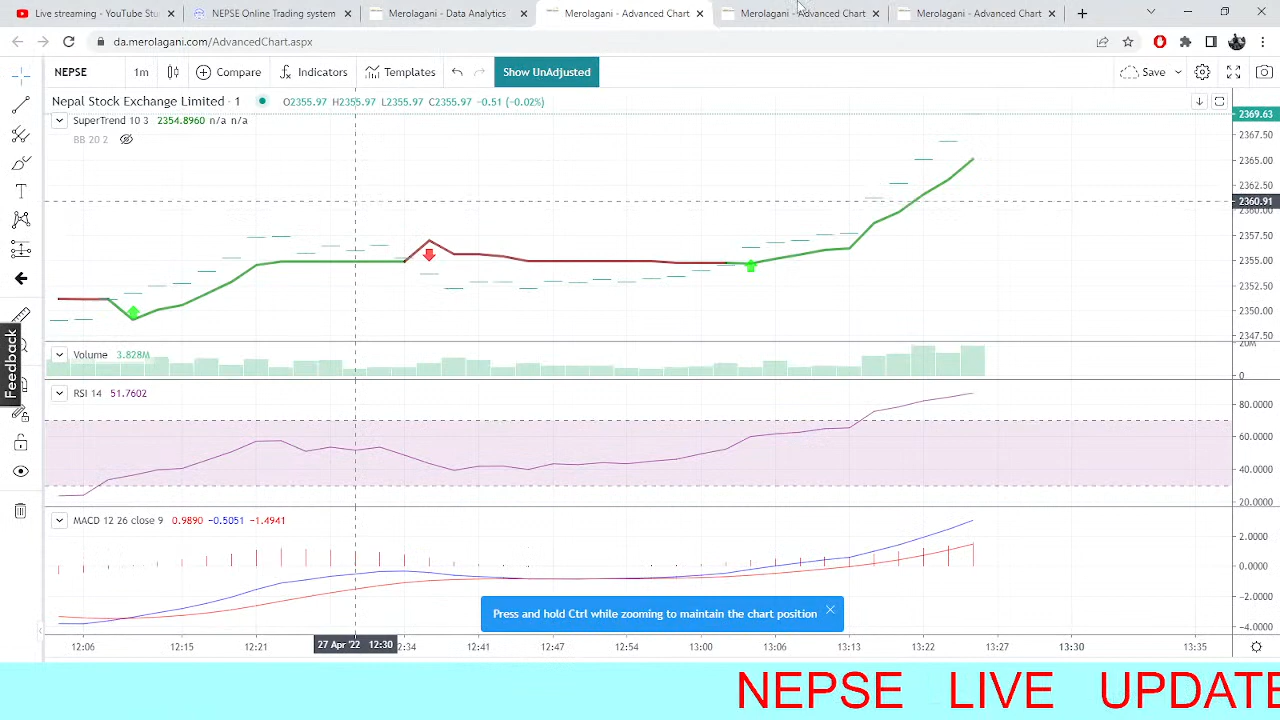 Live streaming - YouTube Stu
NEPSE Online Trading system
Merolagani - Data Analytics
Merolagani - Advanced Chart
Merolagani - Advanced Chart
Merolagani - Advanced Chart
da.merolagani.com/AdvancedChart.aspx
NEPSE
1m
Compare
Indicators
Templates
Show UnAdjusted
Save
Nepal Stock Exchange Limited · 1
O2355.97 H2355.97 L2355.97 C2355.97 -0.51 (-0.02%)
SuperTrend 10 3 2354.8960 n/a n/a
BB 20 2
2369.63
2367.50
2365.00
2362.50
2360.91
2360.00
2357.50
2355.00
2352.50
2350.00
2347.50
Feedback
Volume 3.828M
20M
0
RSI 14 51.7602
80.0000
60.0000
40.0000
20.0000
MACD 12 26 close 9 0.9890 −0.5051 −1.4941
2.0000
0.0000
−2.0000
−4.0000
Press and hold Ctrl while zooming to maintain the chart position
12:06 12:15 12:21 27 Apr '22 12:30 12:34 12:41 12:47 12:54 13:00 13:06 13:13 13:22 13:27 13:30 13:35
NEPSE LIVE UPDATE